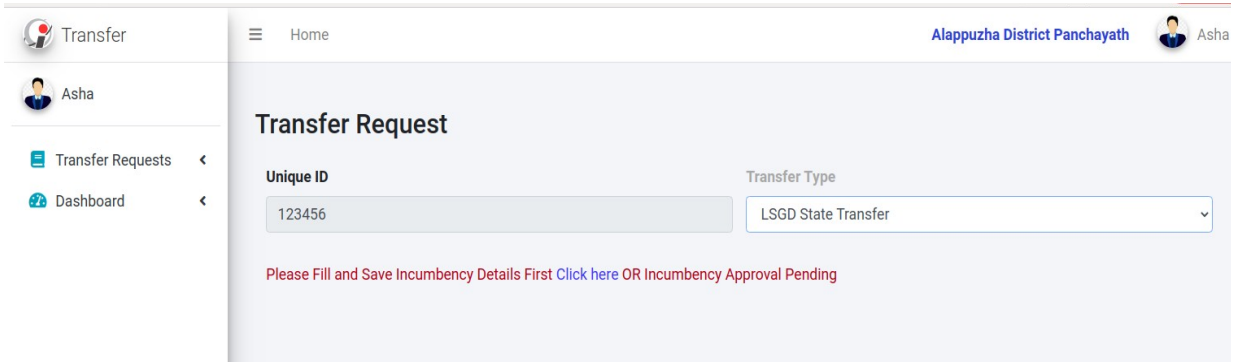 Transfer
Home
Alappuzha District Panchayath
Asha
Asha
Transfer Requests
Dashboard
Transfer Request
Unique ID
Transfer Type
123456
LSGD State Transfer
Please Fill and Save Incumbency Details First Click here OR Incumbency Approval Pending